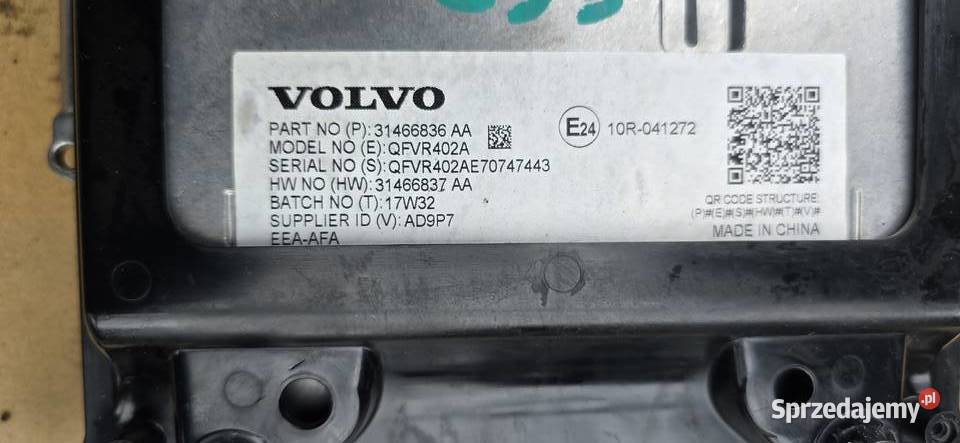 VOLVO
PART NO (P): 31466836 AA
MODEL NO (E): QFVR402A
SERIAL NO (S): QFVR402AE70747443
HW NO (HW): 31466837 AA
BATCH NO (T): 17W32
SUPPLIER ID (V): AD9P7
EEA-AFA
E24 10R-041272
QR CODE STRUCTURE:
(P)#(E)#(S)#(HW)#(T)#(V)#
MADE IN CHINA
Sprzedajemy.pl